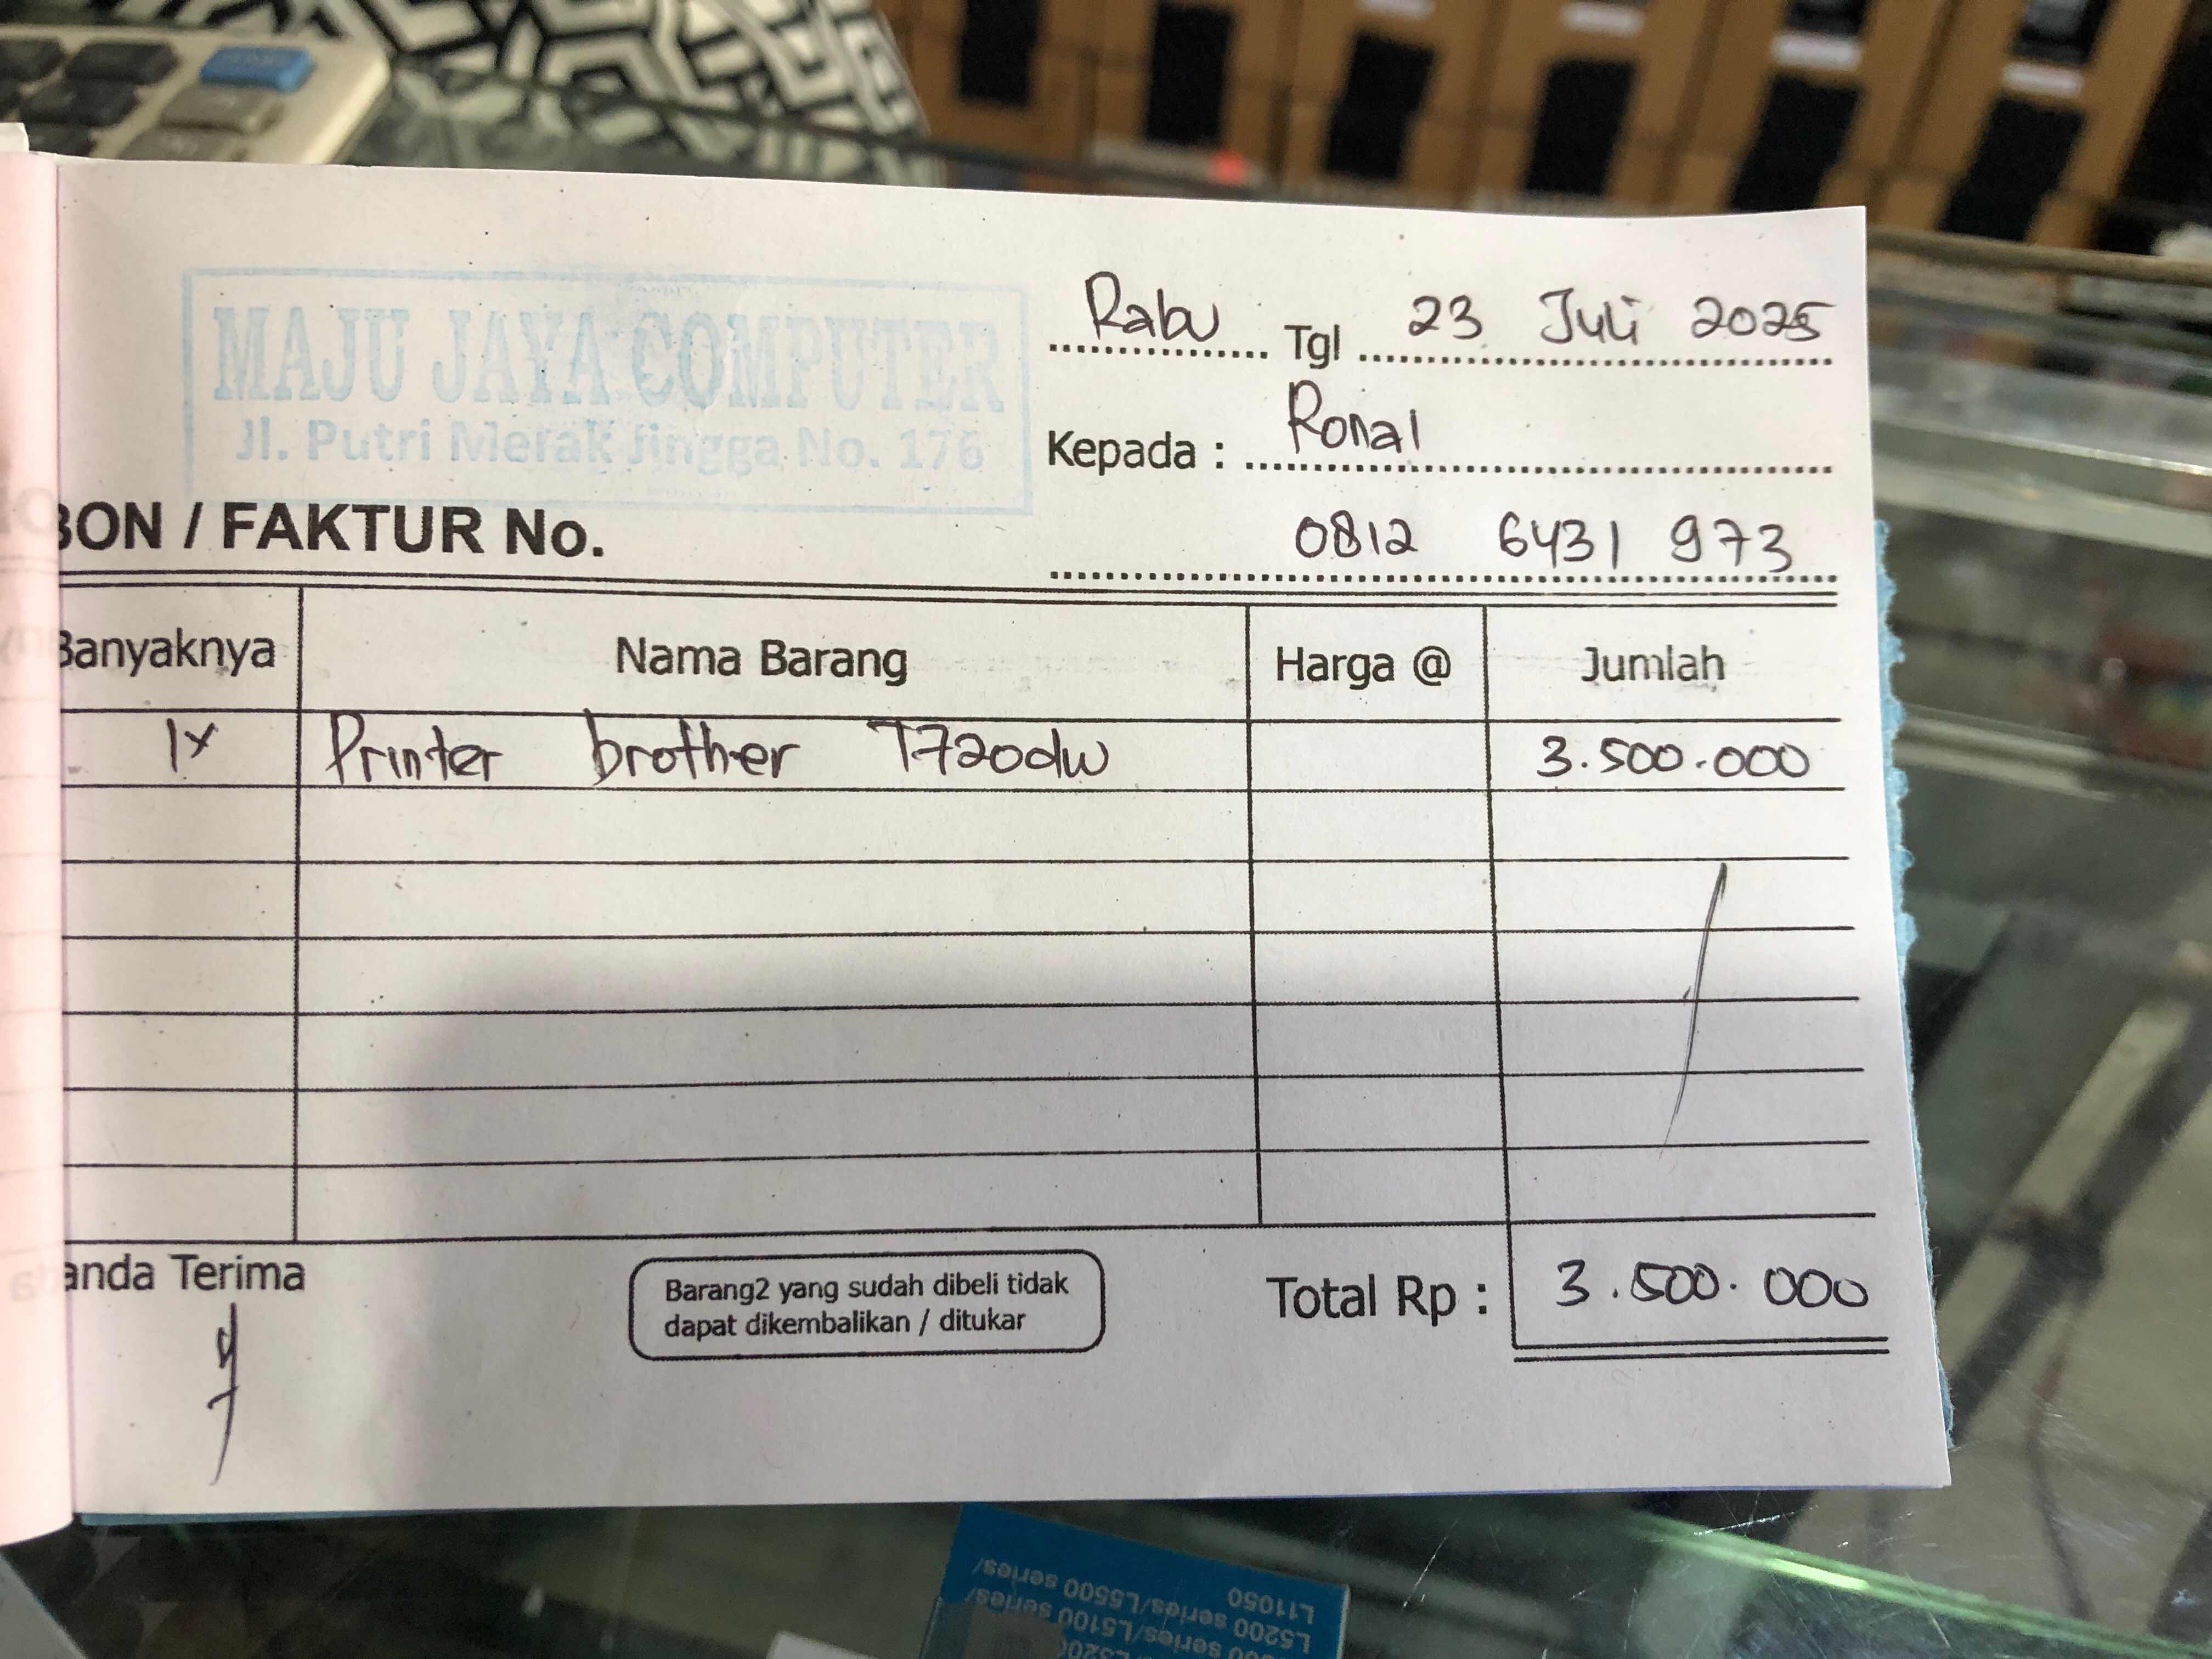 MAJU JAYA COMPUTER
Jl. Putri Merak Jingga No. 176
Rabu Tgl 23 Juli 2025
Kepada : Ronal
0812 6431 973
BON / FAKTUR No.
Banyaknya Nama Barang Harga @ Jumlah
1x Printer brother T720dw 3.500.000
anda Terima
Barang2 yang sudah dibeli tidak
dapat dikembalikan / ditukar
Total Rp : 3.500.000
L5200 series/L5500 series/
L11050